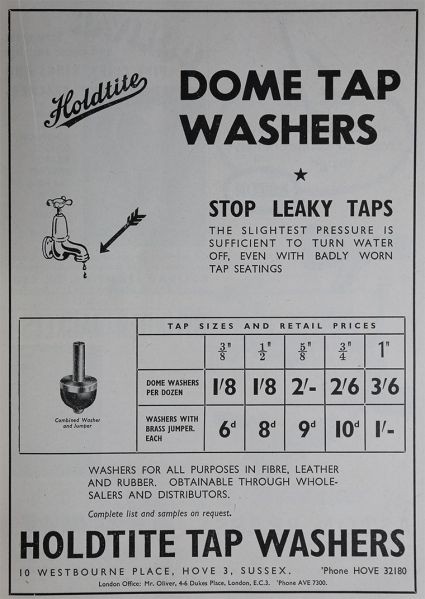 Holdtite
DOME TAP
WASHERS
STOP LEAKY TAPS
THE SLIGHTEST PRESSURE IS
SUFFICIENT TO TURN WATER
OFF, EVEN WITH BADLY WORN
TAP SEATINGS
Combined Washer
and Jumper
TAP SIZES AND RETAIL PRICES
3/8" 1/2" 5/8" 3/4" 1"
DOME WASHERS
PER DOZEN
1/8 1/8 2/- 2/6 3/6
WASHERS WITH
BRASS JUMPER.
EACH
6d 8d 9d 10d 1/-
WASHERS FOR ALL PURPOSES IN FIBRE, LEATHER
AND RUBBER. OBTAINABLE THROUGH WHOLE-
SALERS AND DISTRIBUTORS.
Complete list and samples on request.
HOLDTITE TAP WASHERS
10 WESTBOURNE PLACE, HOVE 3, SUSSEX. 'Phone HOVE 32180
London Office: Mr. Oliver, 4-6 Dukes Place, London, E.C.3. 'Phone AVE 7300.